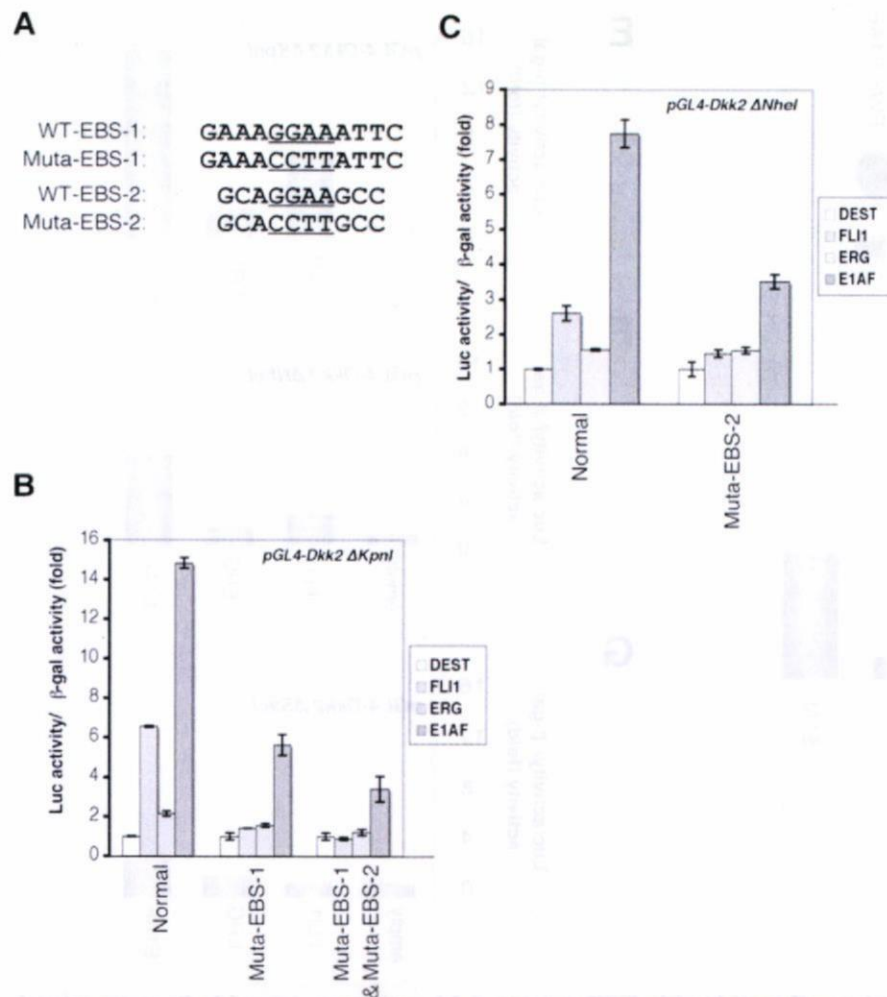 A
WT-EBS-1: GAAAGGAAATTC
Muta-EBS-1: GAAACCTTATTC
WT-EBS-2: GCAGGAAGCC
Muta-EBS-2: GCACCTTGCC
B
Luc activity/ β-gal activity (fold)
16
14
12
10
8
6
4
2
0
pGL4-Dkk2 ΔKpnI
DEST
FLI1
ERG
E1AF
Normal
Muta-EBS-1
Muta-EBS-1
& Muta-EBS-2
C
Luc activity/ β-gal activity (fold)
9
8
7
6
5
4
3
2
1
0
pGL4-Dkk2 ΔNheI
DEST
FLI1
ERG
E1AF
Normal
Muta-EBS-2